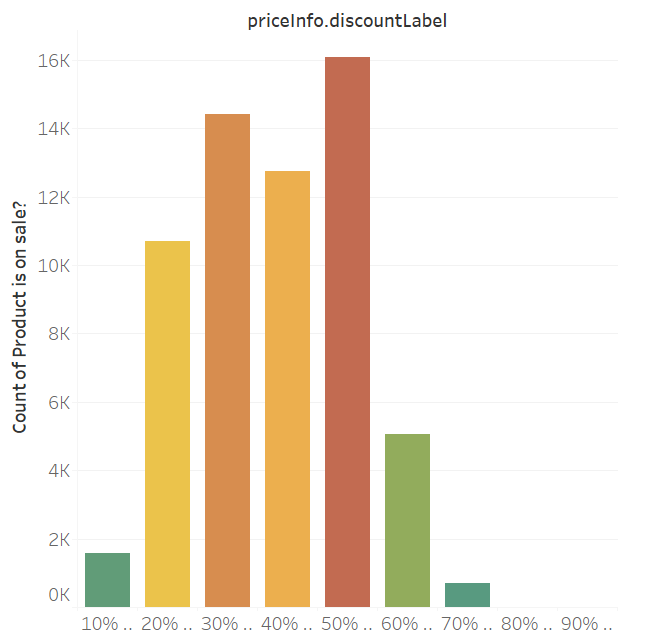 priceInfo.discountLabel
Count of Product is on sale?
16K
14K
12K
10K
8K
6K
4K
2K
0K
10% .. 20% .. 30% .. 40% .. 50% .. 60% .. 70% .. 80% .. 90% ..